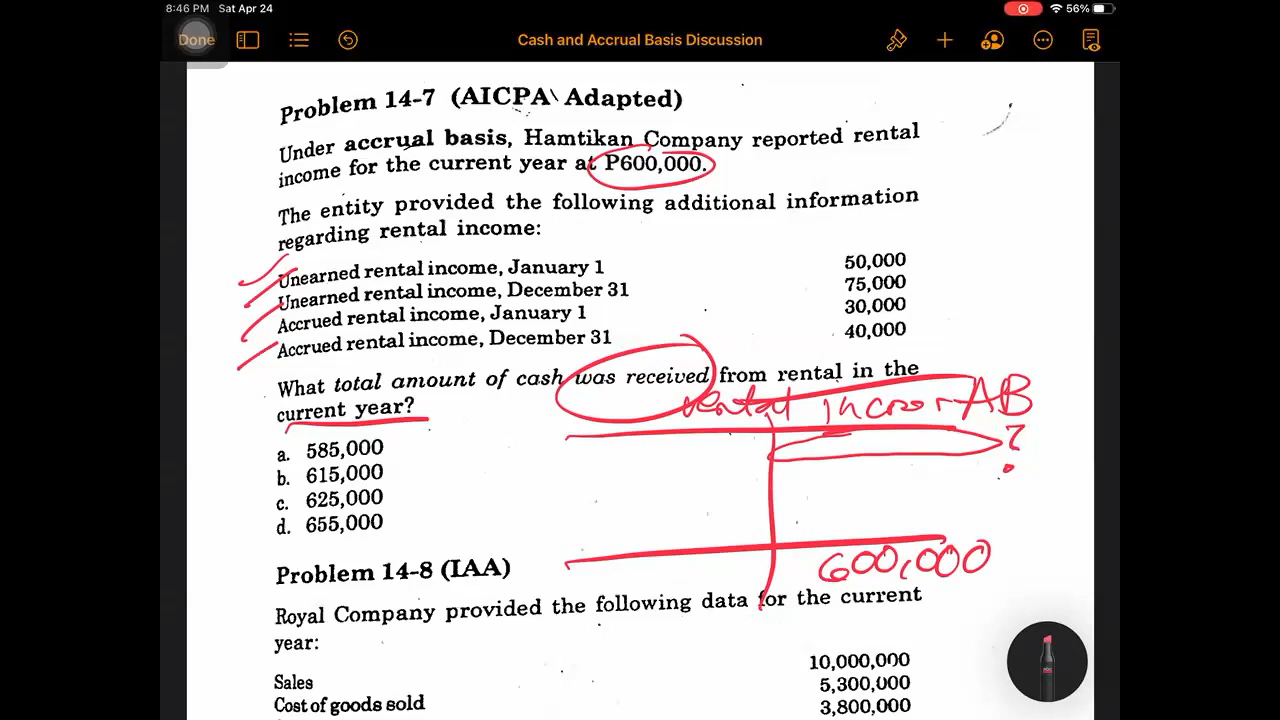 8:46 PM Sat Apr 24
56%
Done
Cash and Accrual Basis Discussion
Problem 14-7 (AICPA\ Adapted)
Under accrual basis, Hamtikan Company reported rental
income for the current year at P600,000.
The entity provided the following additional information
regarding rental income:
Unearned rental income, January 1 50,000
Unearned rental income, December 31 75,000
Accrued rental income, January 1 30,000
Accrued rental income, December 31 40,000
What total amount of cash was received from rental in the
current year?
rental income AB
a. 585,000
?
b. 615,000
c. 625,000
d. 655,000
600,000
Problem 14-8 (IAA)
Royal Company provided the following data for the current
year:
Sales 10,000,000
Cost of goods sold 5,300,000
3,800,000